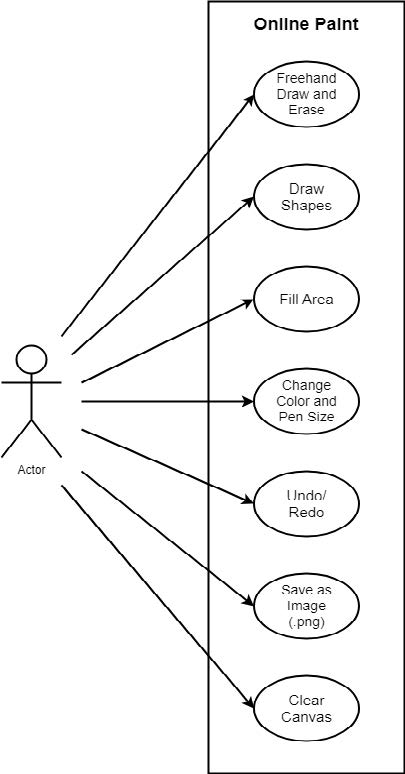 Online Paint
Freehand
Draw and
Erase
Draw
Shapes
Fill Area
Change
Color and
Pen Size
Undo/
Redo
Save as
Image
(.png)
Clear
Canvas
Actor